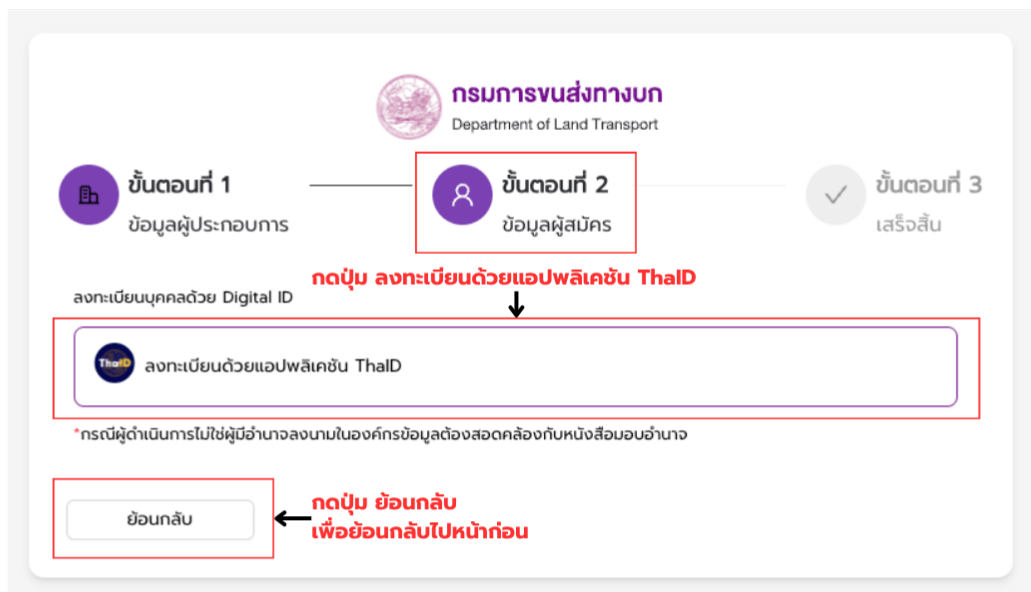 กรมการขนส่งทางบก
Department of Land Transport
ขั้นตอนที่ 1
ข้อมูลผู้ประกอบการ
ขั้นตอนที่ 2
ข้อมูลผู้สมัคร
ขั้นตอนที่ 3
เสร็จสิ้น
กดปุ่ม ลงทะเบียนด้วยแอปพลิเคชัน ThaID
ลงทะเบียนบุคคลด้วย Digital ID
ThaID
ลงทะเบียนด้วยแอปพลิเคชัน ThaID
*กรณีผู้ดำเนินการไม่ใช่ผู้มีอำนาจลงนามในองค์กรข้อมูลต้องสอดคล้องกับหนังสือมอบอำนาจ
ย้อนกลับ
กดปุ่ม ย้อนกลับ
เพื่อย้อนกลับไปหน้าก่อน